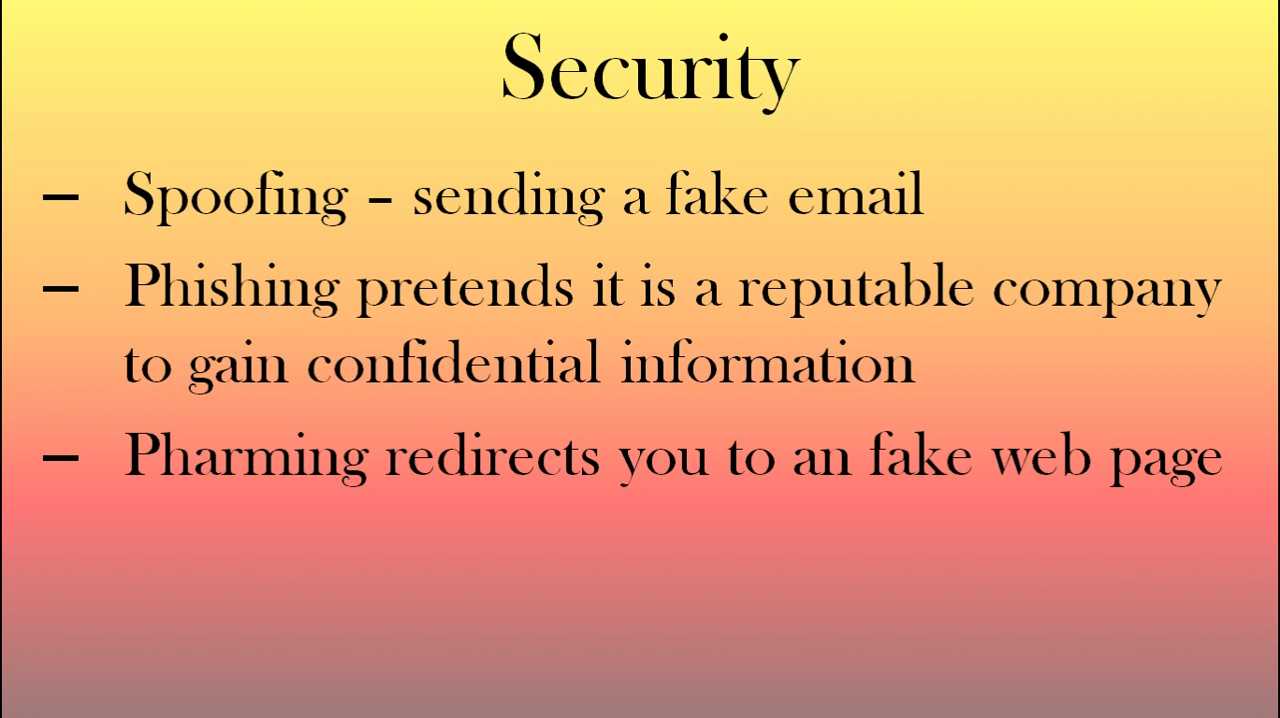 Security
– Spoofing – sending a fake email
– Phishing pretends it is a reputable company
to gain confidential information
– Pharming redirects you to an fake web page